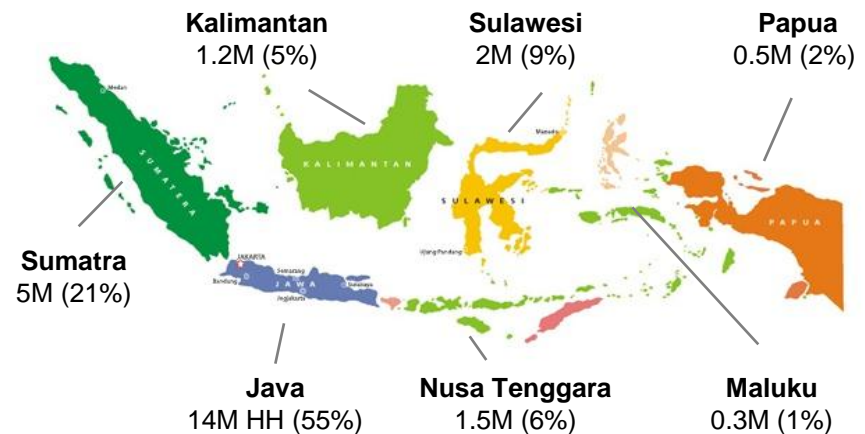 Kalimantan
1.2M (5%)
Sulawesi
2M (9%)
Papua
0.5M (2%)
Medan
SUMATERA
KALIMANTAN
Manado
SULAWESI
PAPUA
Ujung Pandang
Sumatra
5M (21%)
JAKARTA
Bandung
Semarang
JAWA
Jogjakarta
Surabaya
Java
14M HH (55%)
Nusa Tenggara
1.5M (6%)
Maluku
0.3M (1%)